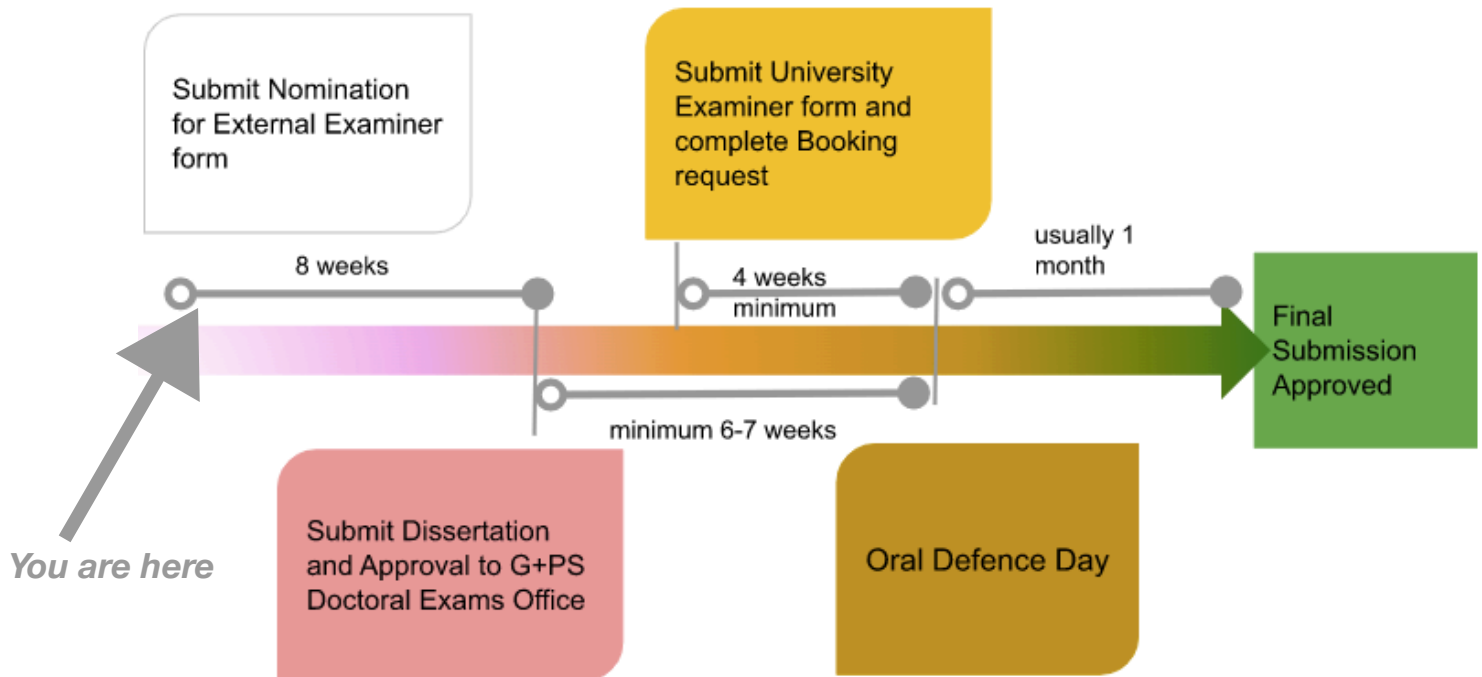 Submit Nomination
for External Examiner
form
Submit University
Examiner form and
complete Booking
request
8 weeks
4 weeks
minimum
usually 1
month
Final
Submission
Approved
minimum 6-7 weeks
You are here
Submit Dissertation
and Approval to G+PS
Doctoral Exams Office
Oral Defence Day